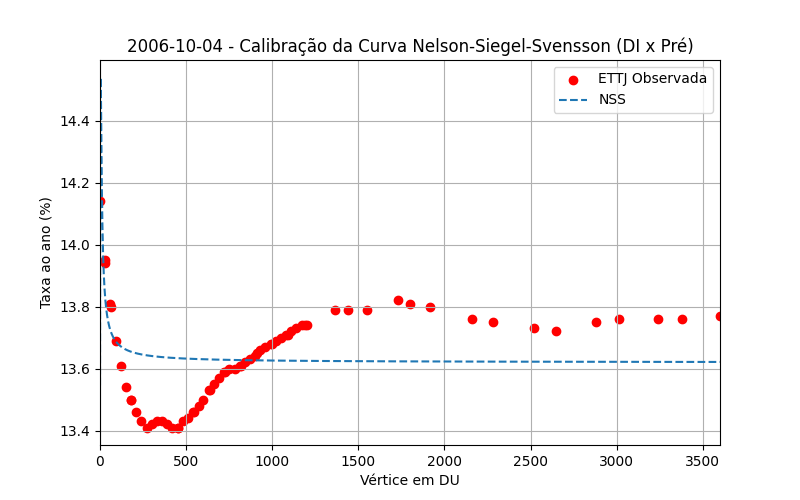 2006-10-04 - Calibração da Curva Nelson-Siegel-Svensson (DI x Pré)
ETTJ Observada
NSS
Taxa ao ano (%)
14.4
14.2
14.0
13.8
13.6
13.4
0 500 1000 1500 2000 2500 3000 3500
Vértice em DU